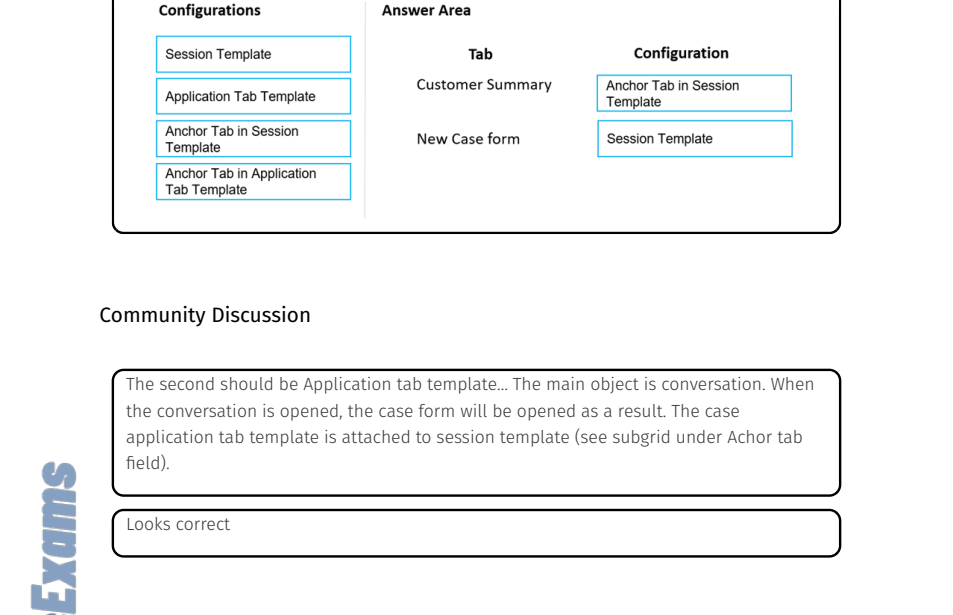 Configurations
Answer Area
Session Template
Application Tab Template
Anchor Tab in Session
Template
Anchor Tab in Application
Tab Template
Tab
Configuration
Customer Summary
Anchor Tab in Session
Template
New Case form
Session Template
Community Discussion
The second should be Application tab template... The main object is conversation. When
the conversation is opened, the case form will be opened as a result. The case
application tab template is attached to session template (see subgrid under Achor tab
field).
Looks correct
Exams